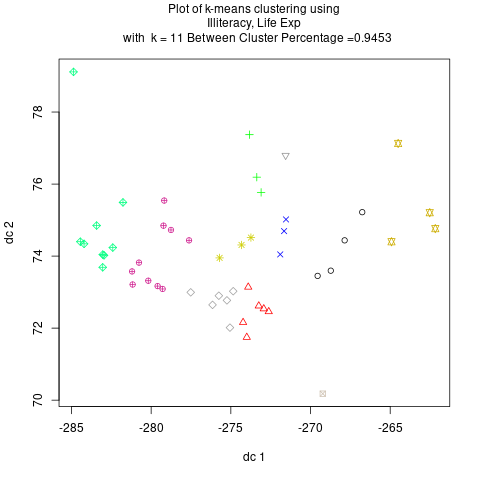 Plot of k-means clustering using
Illiteracy, Life Exp
with k = 11 Between Cluster Percentage =0.9453
dc 2
78
76
74
72
70
-285
-280
-275
-270
-265
dc 1